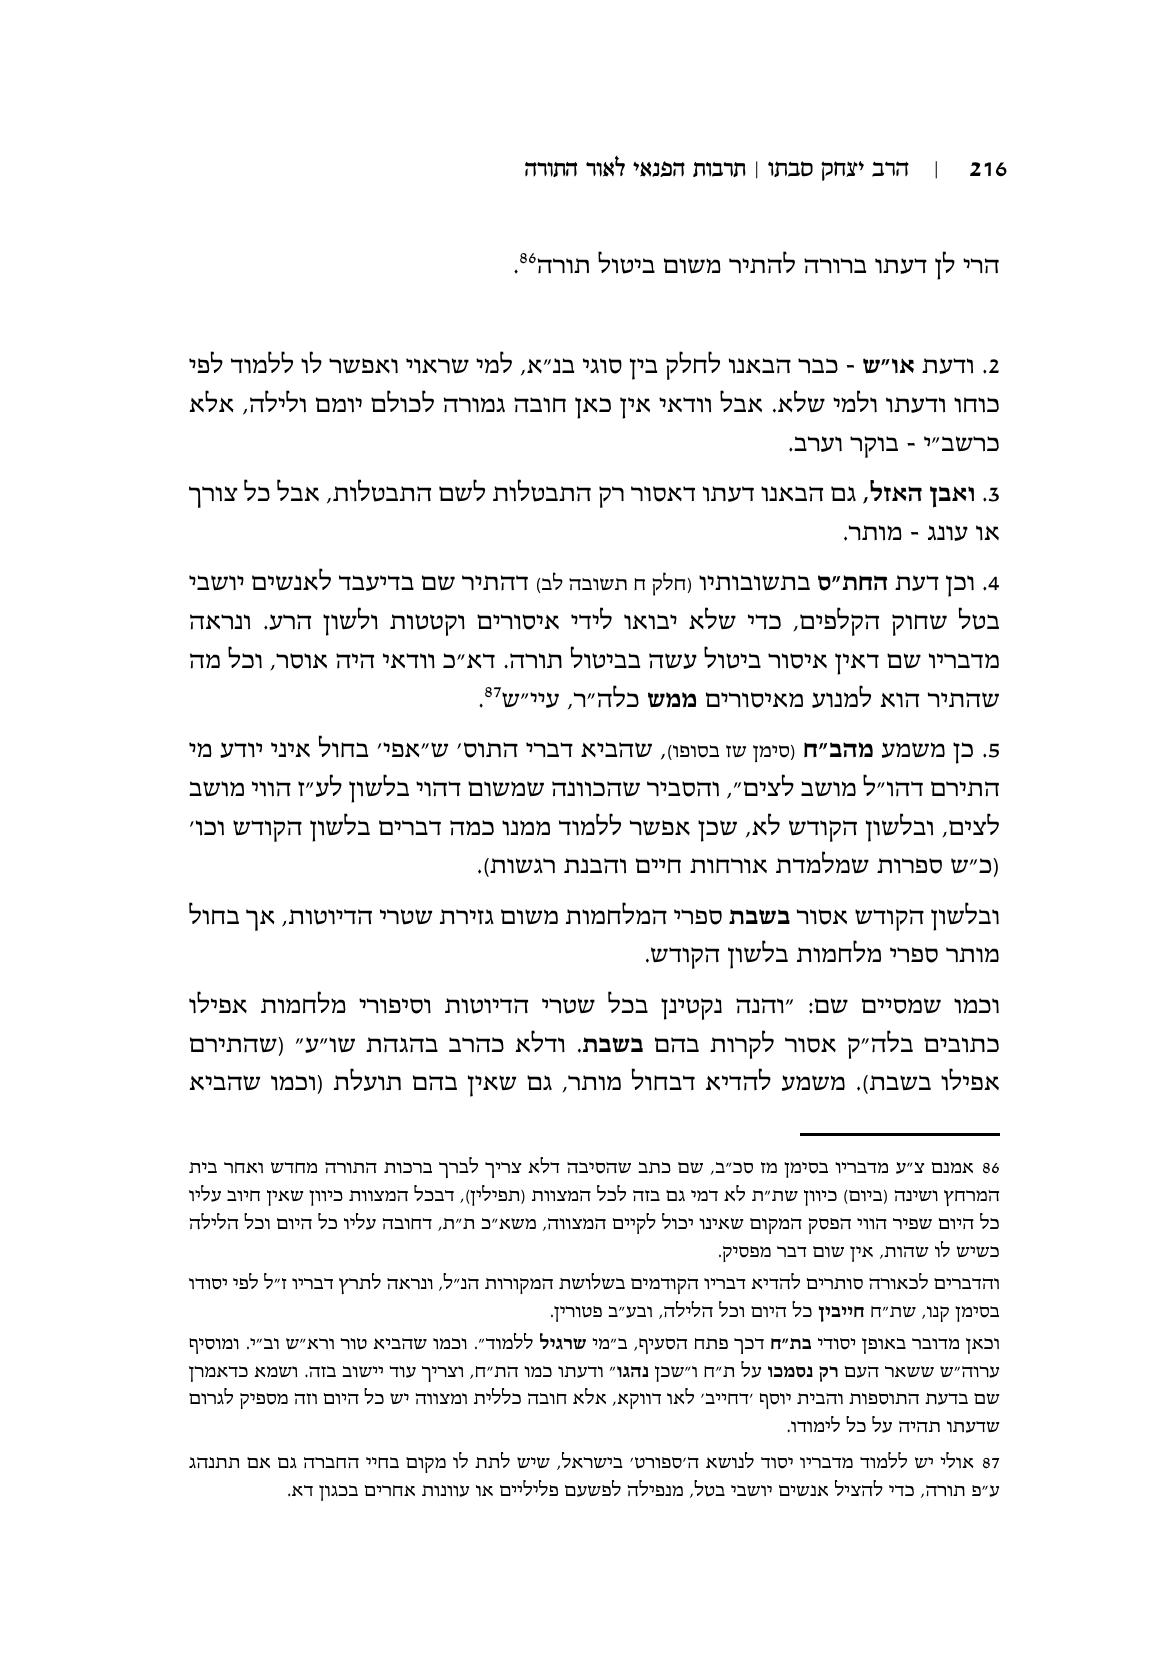 216 | הרב יצחק סבתו | תרבות הפנאי לאור התורה
הרי לן דעתו ברורה להתיר משום ביטול תורה86.
2. ודעת או״ש - כבר הבאנו לחלק בין סוגי בנ״א, למי שראוי ואפשר לו ללמוד לפי
כוחו ודעתו ולמי שלא. אבל וודאי אין כאן חובה גמורה לכולם יומם ולילה, אלא
כרשב״י - בוקר וערב.
3. ואבן האזל, גם הבאנו דעתו דאסור רק התבטלות לשם התבטלות, אבל כל צורך
או עונג - מותר.
4. וכן דעת החת״ס בתשובותיו (חלק ח תשובה לב) דהתיר שם בדיעבד לאנשים יושבי
בטל שחוק הקלפים, כדי שלא יבואו לידי איסורים וקטטות ולשון הרע. ונראה
מדבריו שם דאין איסור ביטול עשה בביטול תורה. דא״כ וודאי היה אוסר, וכל מה
שהתיר הוא למנוע מאיסורים ממש כלה״ר, עיי״ש87.
5. כן משמע מהב״ח (סימן שז בסופו), שהביא דברי התוס׳ ש״אפי׳ בחול איני יודע מי
התירם דהו״ל מושב לצים״, והסביר שהכוונה שמשום דהוי בלשון לע״ז הווי מושב
לצים, ובלשון הקודש לא, שכן אפשר ללמוד ממנו כמה דברים בלשון הקודש וכו׳
(כ״ש ספרות שמלמדת אורחות חיים והבנת רגשות).
ובלשון הקודש אסור בשבת ספרי המלחמות משום גזירת שטרי הדיוטות, אך בחול
מותר ספרי מלחמות בלשון הקודש.
וכמו שמסיים שם: ״והנה נקטינן בכל שטרי הדיוטות וסיפורי מלחמות אפילו
כתובים בלה״ק אסור לקרות בהם בשבת. ודלא כהרב בהגהת שו״ע״ (שהתירם
אפילו בשבת). משמע להדיא דבחול מותר, גם שאין בהם תועלת (וכמו שהביא
86 אמנם צ״ע מדבריו בסימן מז סכ״ב, שם כתב שהסיבה דלא צריך לברך ברכות התורה מחדש ואחר בית
המרחץ ושינה (ביום) כיוון שת״ת לא דמי גם בזה לכל המצוות (תפילין), דבכל המצוות כיוון שאין חיוב עליו
כל היום שפיר הווי הפסק המקום שאינו יכול לקיים המצווה, משא״כ ת״ת, דחובה עליו כל היום וכל הלילה
כשיש לו שהות, אין שום דבר מפסיק.
והדברים לכאורה סותרים להדיא דבריו הקודמים בשלושת המקורות הנ״ל, ונראה לתרץ דבריו ז״ל לפי יסודו
בסימן קנו, שת״ח חייבין כל היום וכל הלילה, ובע״ב פטורין.
וכאן מדובר באופן יסודי בת״ח דכך פתח הסעיף, ב״מי שרגיל ללמוד״. וכמו שהביא טור ורא״ש וב״י. ומוסיף
ערוה״ש ששאר העם רק נסמכו על ת״ח ו״שכן נהגו״ ודעתו כמו הת״ח, וצריך עוד יישוב בזה. ושמא כדאמרן
שם בדעת התוספות והבית יוסף ׳דחייב׳ לאו דווקא, אלא חובה כללית ומצווה יש כל היום וזה מספיק לגרום
שדעתו תהיה על כל לימודו.
87 אולי יש ללמוד מדבריו יסוד לנושא ה׳ספורט׳ בישראל, שיש לתת לו מקום בחיי החברה גם אם תתנהג
ע״פ תורה, כדי להציל אנשים יושבי בטל, מנפילה לפשעם פליליים או עוונות אחרים בכגון דא.